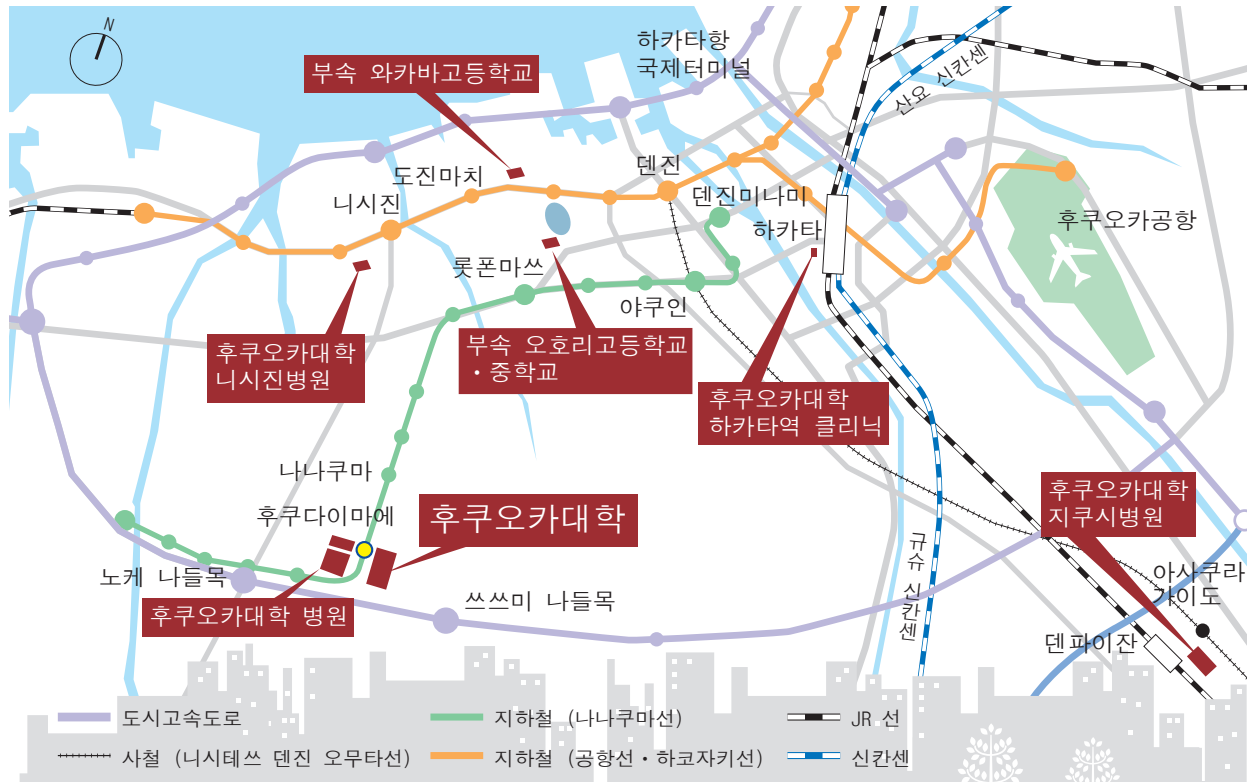 N
하카타항
국제터미널
부속 와카바고등학교
산요 신칸센
덴진
도진마치
니시진
덴진미나미
하카타
후쿠오카공항
롯폰마쓰
야쿠인
후쿠오카대학
니시진병원
부속 오호리고등학교
・중학교
후쿠오카대학
하카타역 클리닉
나나쿠마
후쿠다이마에
후쿠오카대학
후쿠오카대학
지쿠시병원
규슈 신칸센
아사쿠라
가이도
노케 나들목
쓰쓰미 나들목
후쿠오카대학 병원
덴파이잔
도시고속도로
지하철 (나나쿠마선)
JR 선
사철 (니시테쓰 덴진 오무타선)
지하철 (공항선・하코자키선)
신칸센